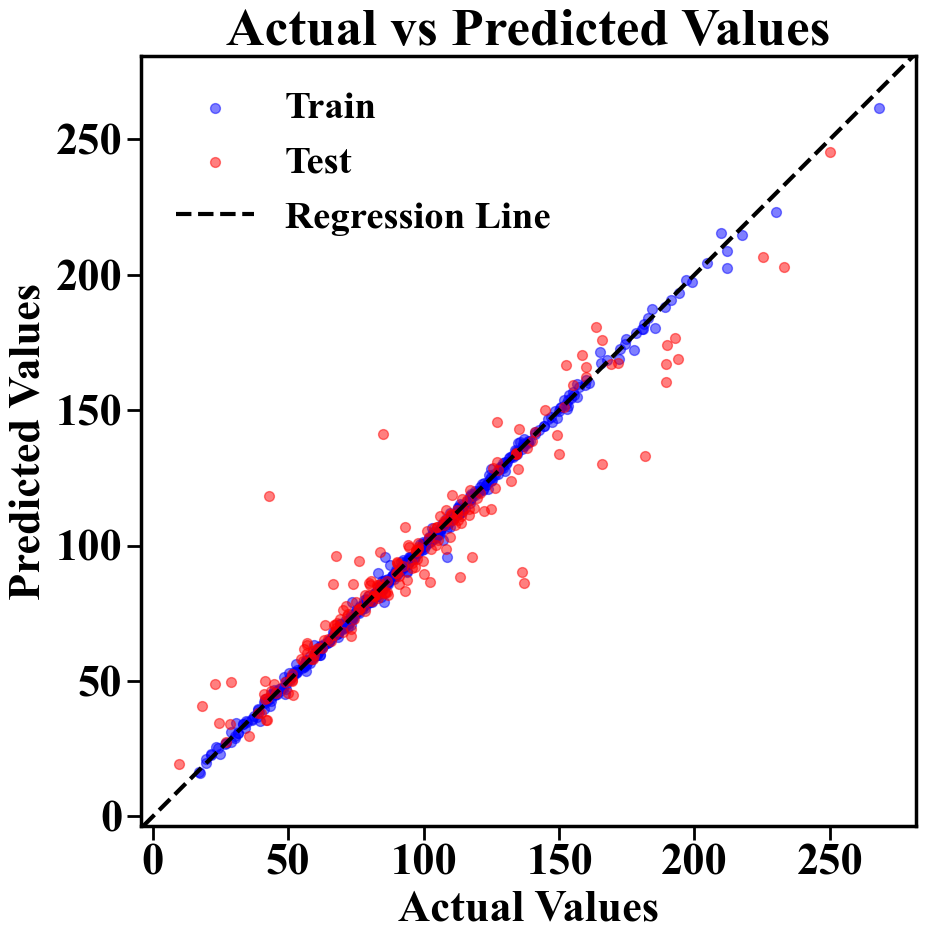 Actual vs Predicted Values
Train
Test
Regression Line
Predicted Values
250
200
150
100
50
0
0 50 100 150 200 250
Actual Values